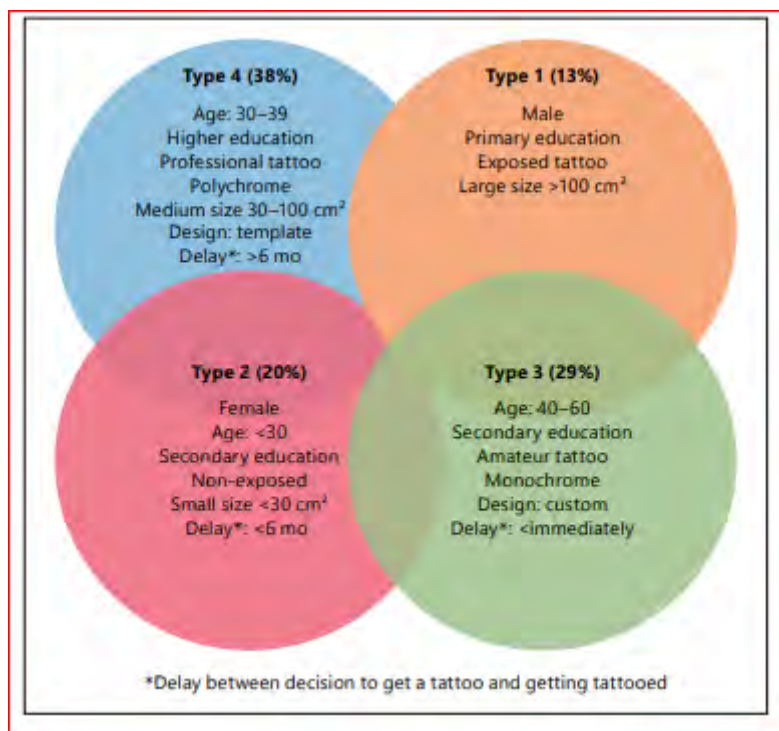 Type 4 (38%)
Age: 30–39
Higher education
Professional tattoo
Polychrome
Medium size 30–100 cm²
Design: template
Delay*: >6 mo
Type 1 (13%)
Male
Primary education
Exposed tattoo
Large size >100 cm²
Type 2 (20%)
Female
Age: <30
Secondary education
Non-exposed
Small size <30 cm²
Delay*: <6 mo
Type 3 (29%)
Age: 40–60
Secondary education
Amateur tattoo
Monochrome
Design: custom
Delay*: <immediately
*Delay between decision to get a tattoo and getting tattooed